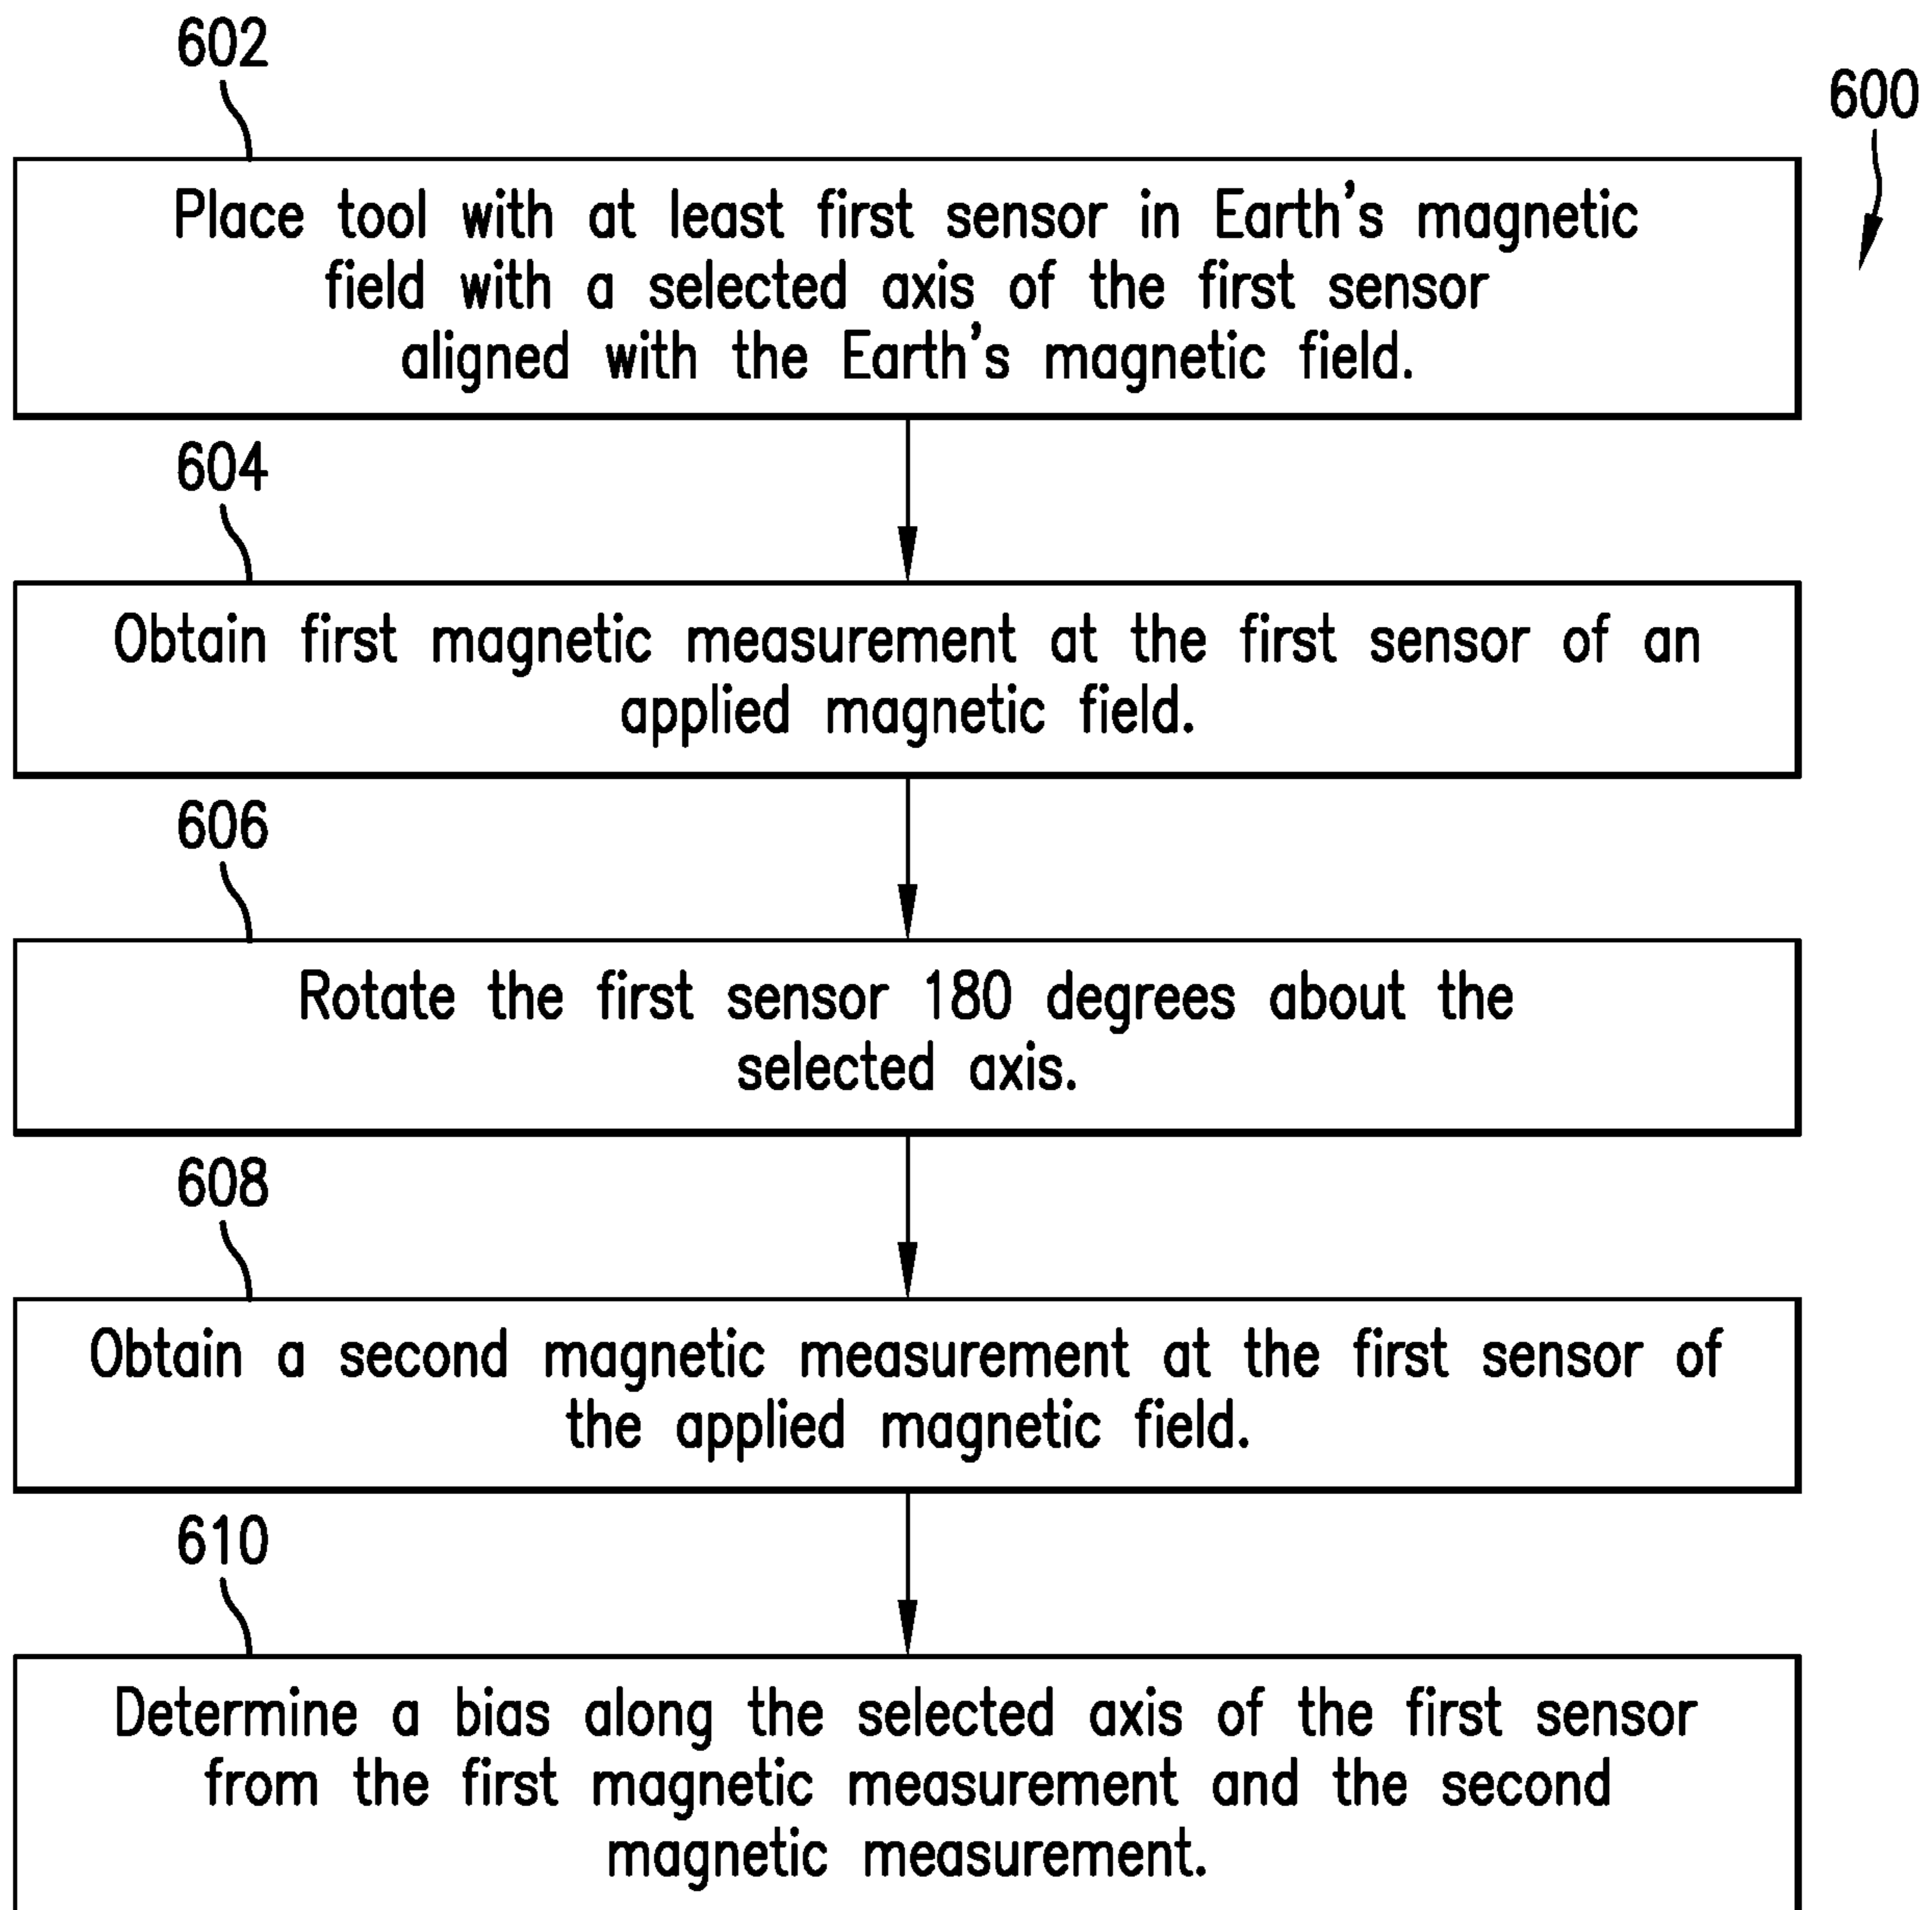 602
600
Place tool with at least first sensor in Earth's magnetic
field with a selected axis of the first sensor
aligned with the Earth's magnetic field.
604
Obtain first magnetic measurement at the first sensor of an
applied magnetic field.
606
Rotate the first sensor 180 degrees about the
selected axis.
608
Obtain a second magnetic measurement at the first sensor of
the applied magnetic field.
610
Determine a bias along the selected axis of the first sensor
from the first magnetic measurement and the second
magnetic measurement.